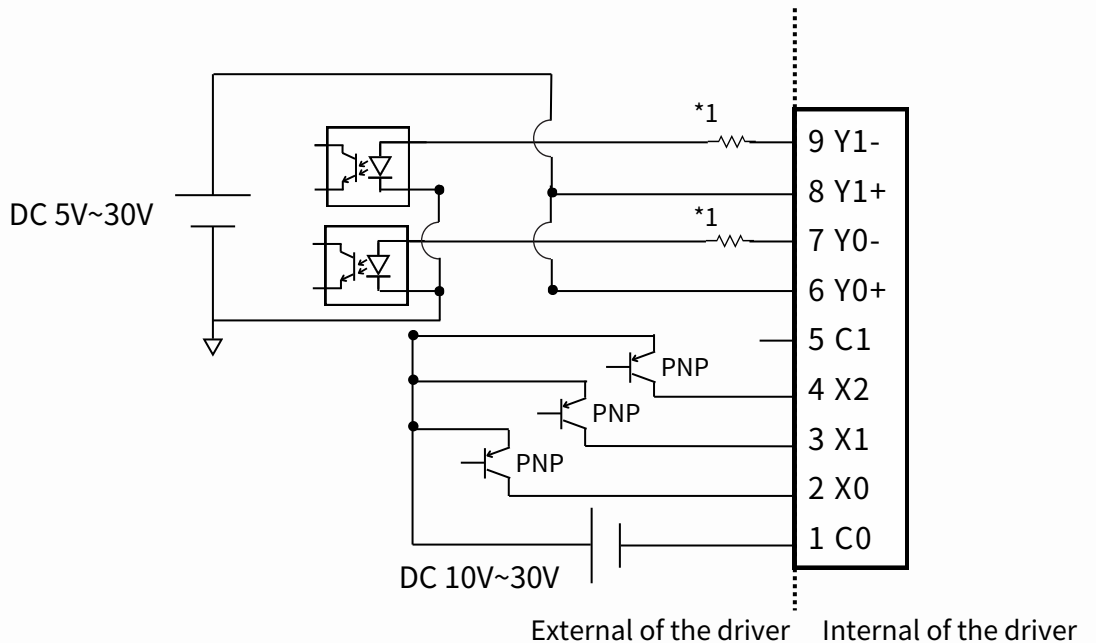 *1
9 Y1-
8 Y1+
DC 5V~30V
*1
7 Y0-
6 Y0+
5 C1
PNP
4 X2
PNP
3 X1
PNP
2 X0
1 C0
DC 10V~30V
External of the driver
Internal of the driver